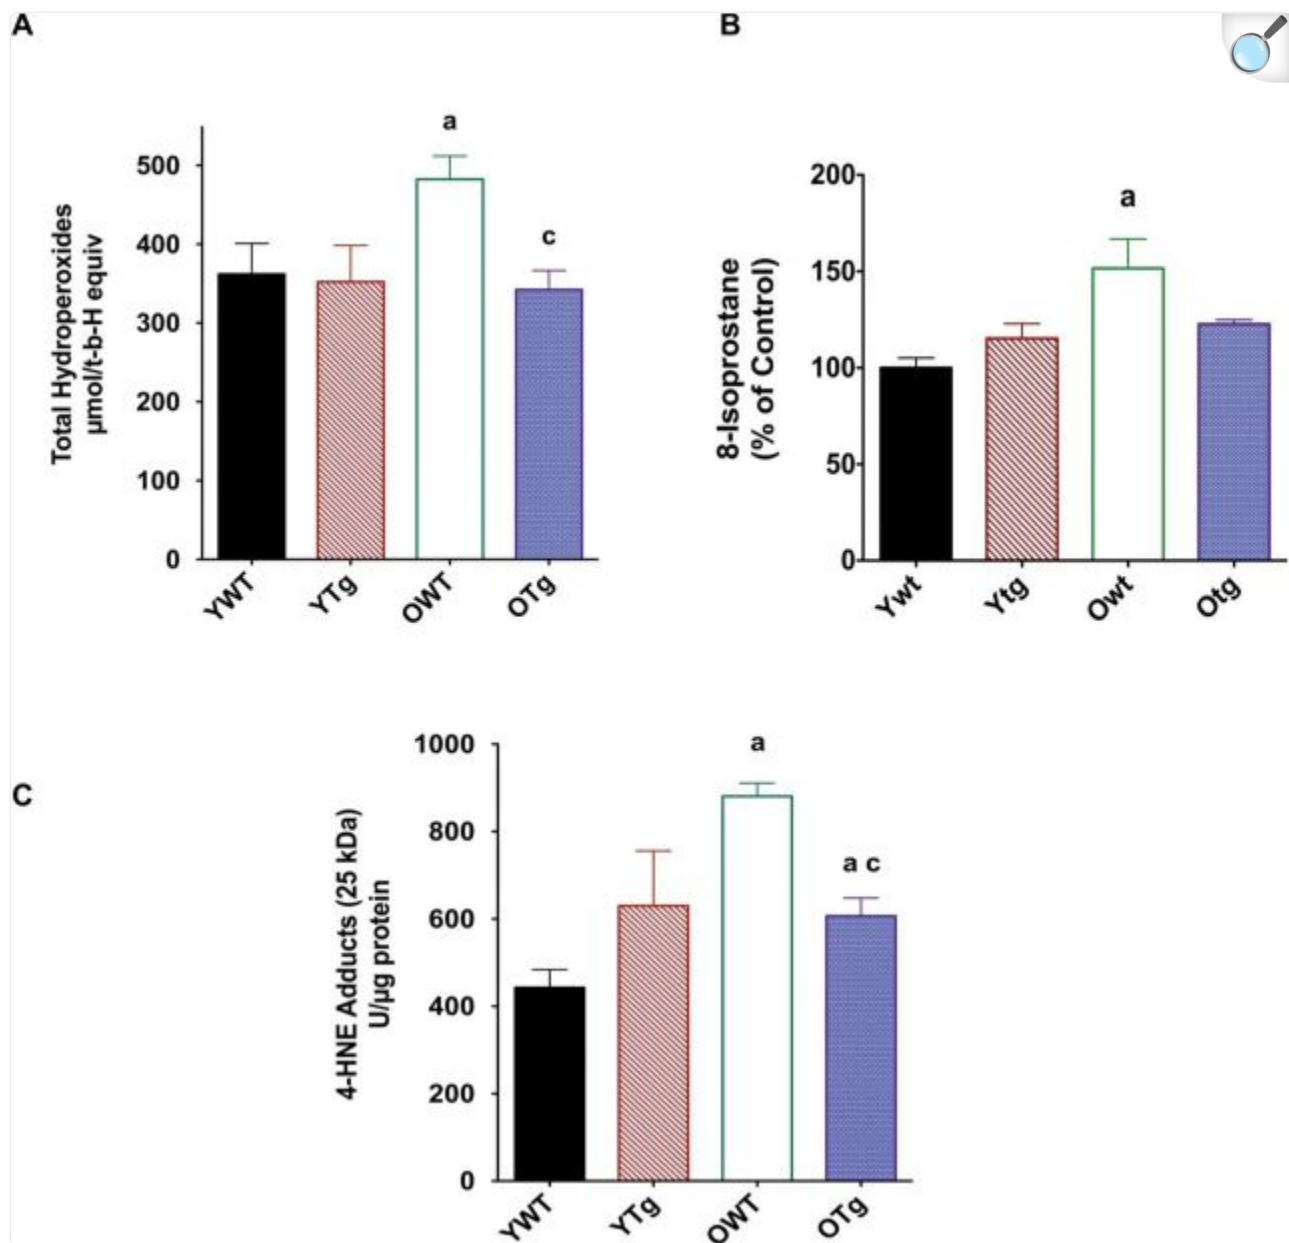 A
B
a
c
500
400
300
200
100
0
Total Hydroperoxides
µmol/t-b-H equiv
YWT
YTg
OWT
OTg
a
200
150
100
50
0
8-Isoprostane
(% of Control)
Ywt
Ytg
Owt
Otg
C
a
a c
1000
800
600
400
200
0
4-HNE Adducts (25 kDa)
U/µg protein
YWT
YTg
OWT
OTg